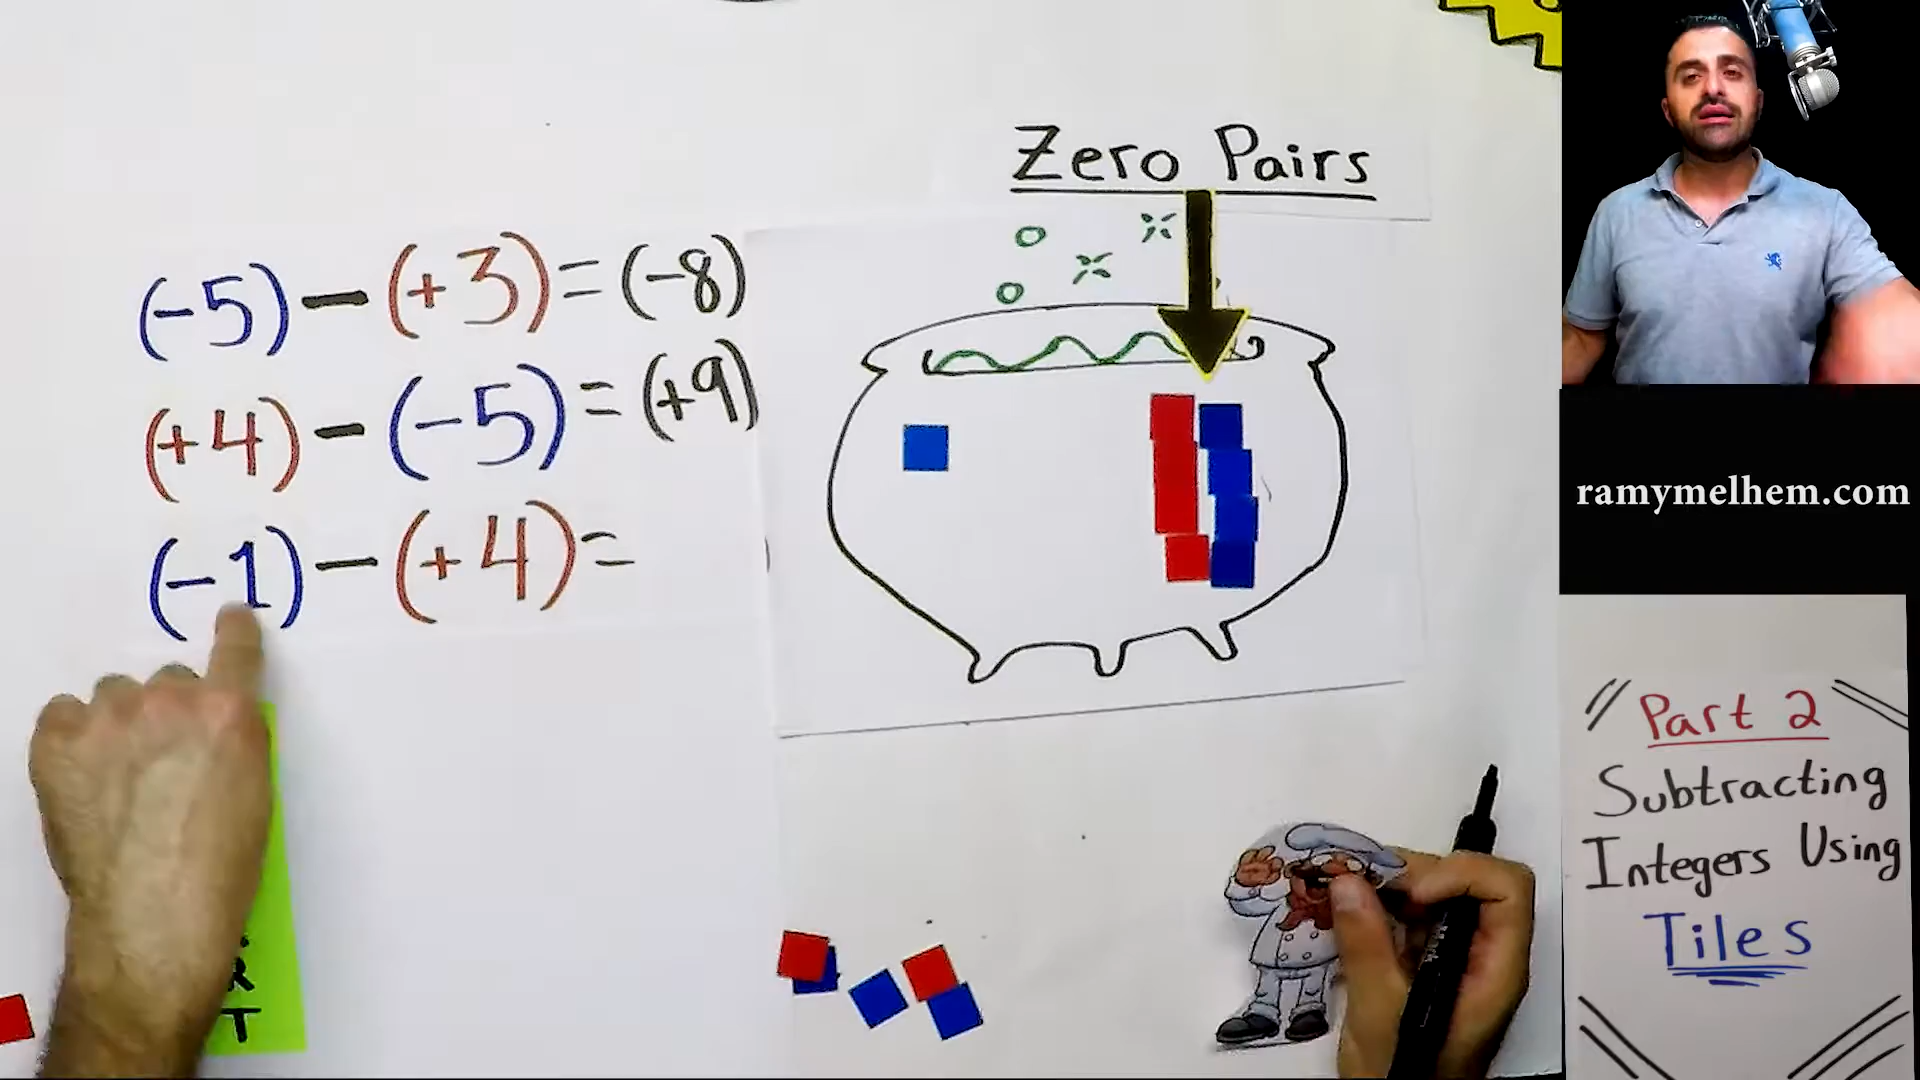 Zero Pairs
(-5) - (+3) = (-8)
(+4) - (-5) = (+9)
(-1) - (+4) =
R
T
ramymelhem.com
Part 2
Subtracting
Integers Using
Tiles